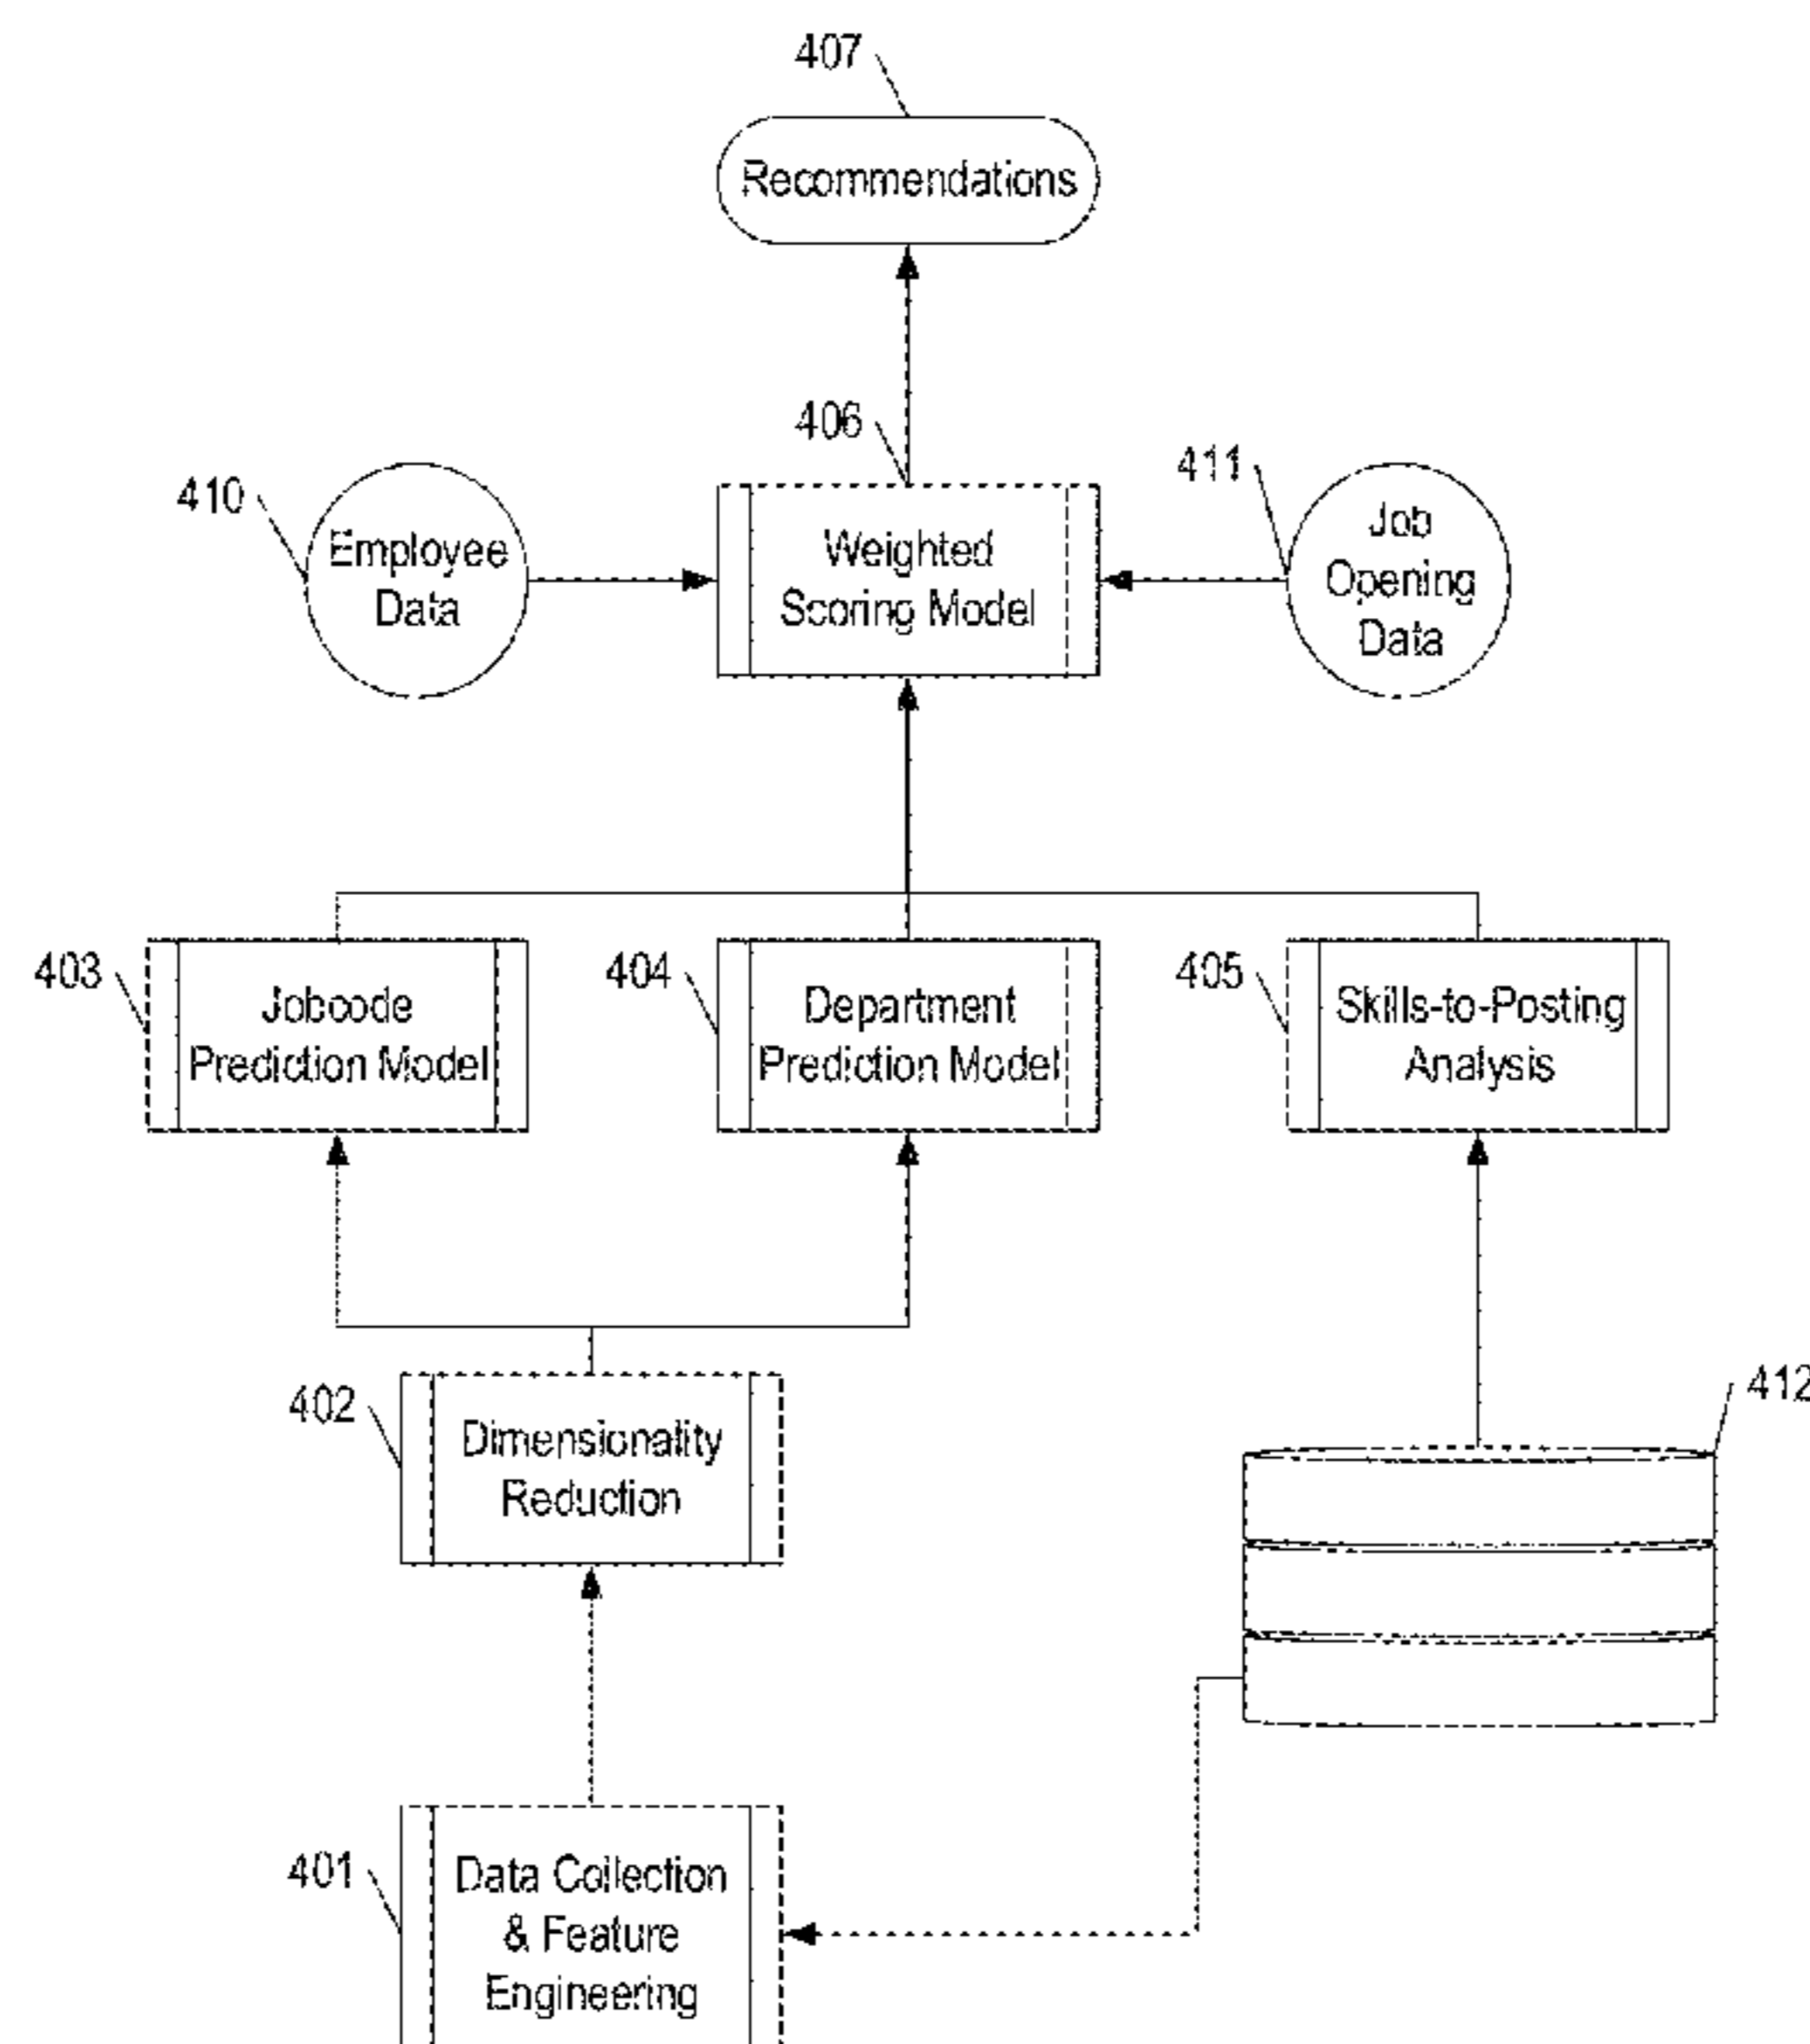 407
Recommendations
406
411
410
Employee
Data
Weighted
Scoring Model
Job
Opening
Data
403
Jobcode
Prediction Model
404
Department
Prediction Model
405
Skills-to-Posting
Analysis
402
Dimensionality
Reduction
412
401
Data Collection
& Feature
Engineering